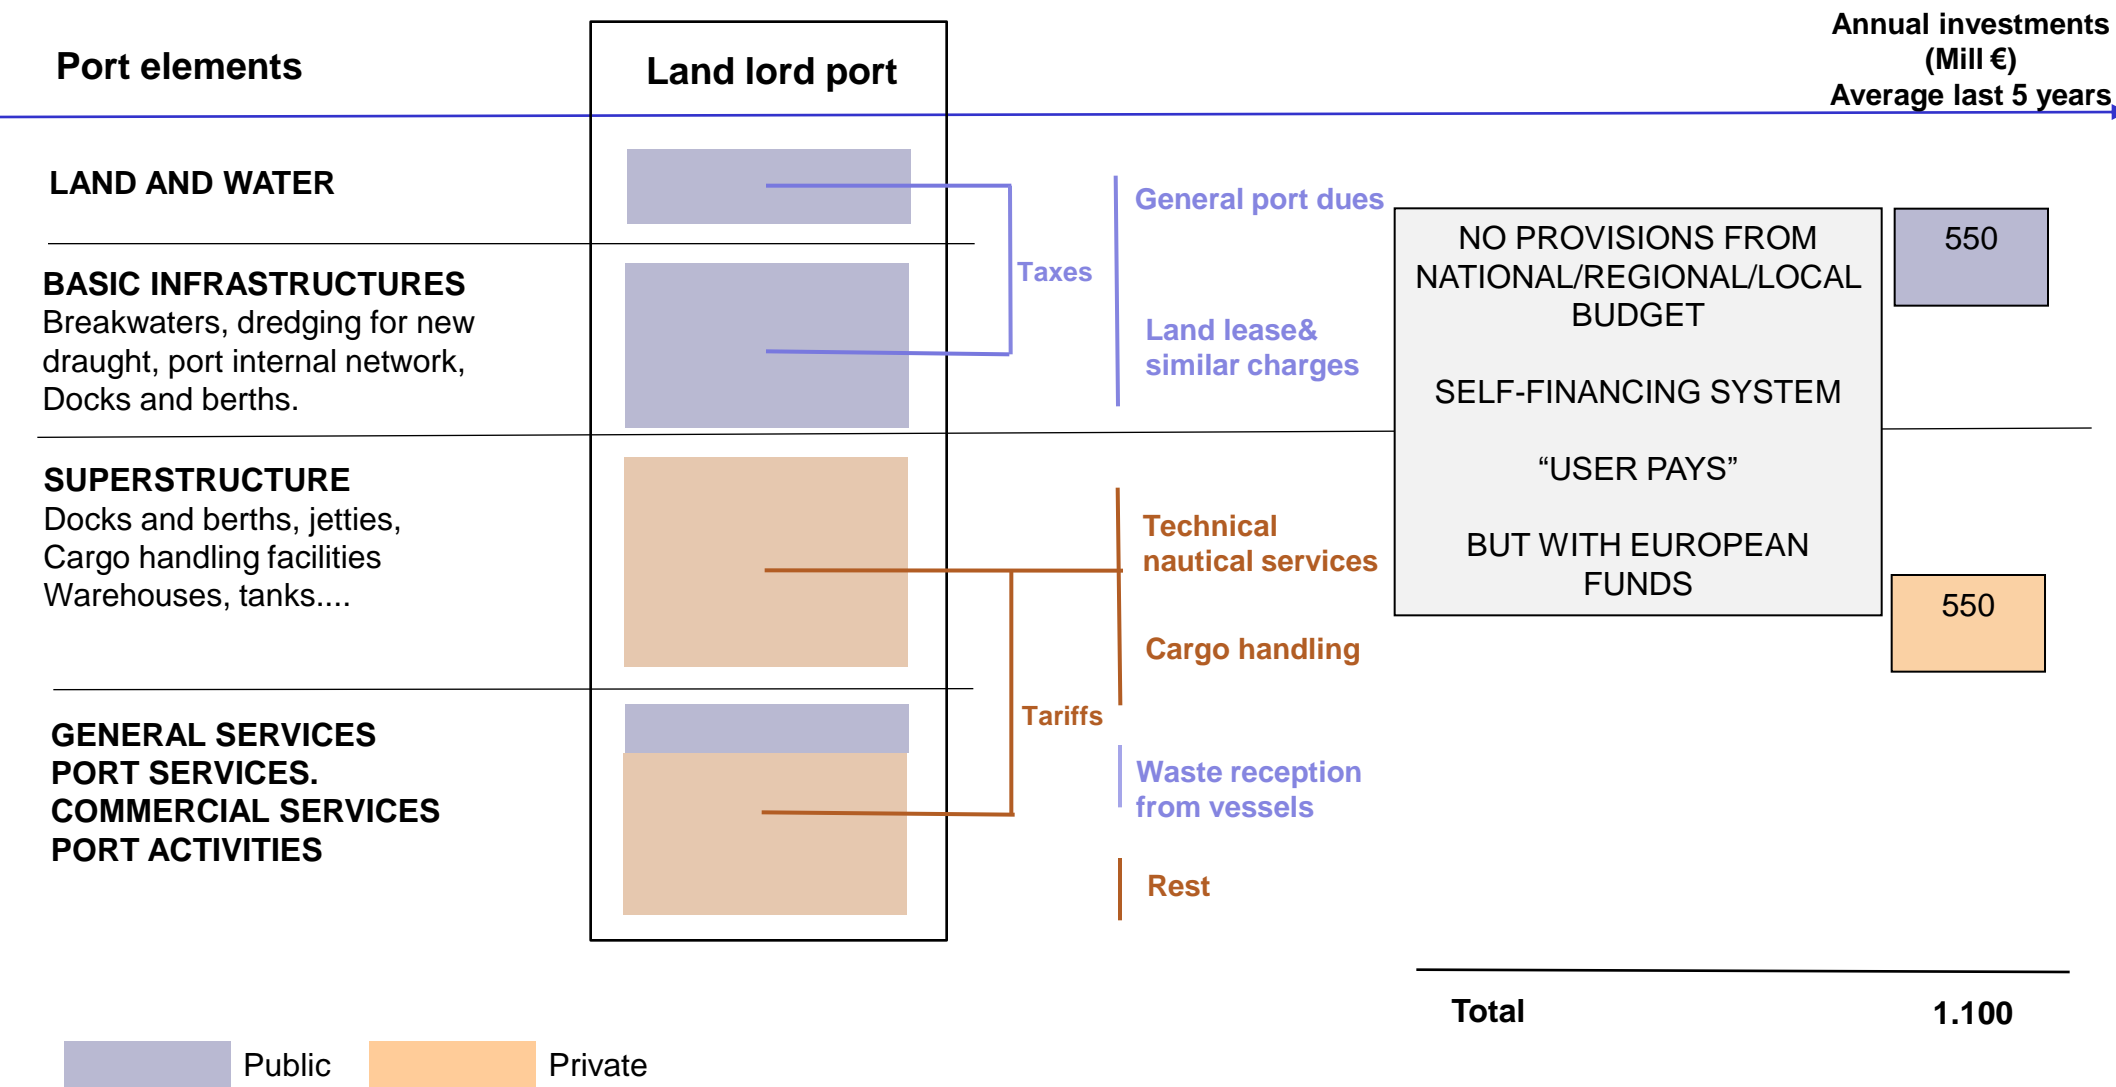 Port elements
Land lord port
Annual investments
(Mill €)
Average last 5 years
LAND AND WATER
BASIC INFRASTRUCTURES
Breakwaters, dredging for new
draught, port internal network,
Docks and berths.
SUPERSTRUCTURE
Docks and berths, jetties,
Cargo handling facilities
Warehouses, tanks....
GENERAL SERVICES
PORT SERVICES.
COMMERCIAL SERVICES
PORT ACTIVITIES
Taxes
Tariffs
General port dues
Land lease&
similar charges
Technical
nautical services
Cargo handling
Waste reception
from vessels
Rest
NO PROVISIONS FROM
NATIONAL/REGIONAL/LOCAL
BUDGET
SELF-FINANCING SYSTEM
“USER PAYS”
BUT WITH EUROPEAN
FUNDS
550
550
Total
1.100
Public
Private